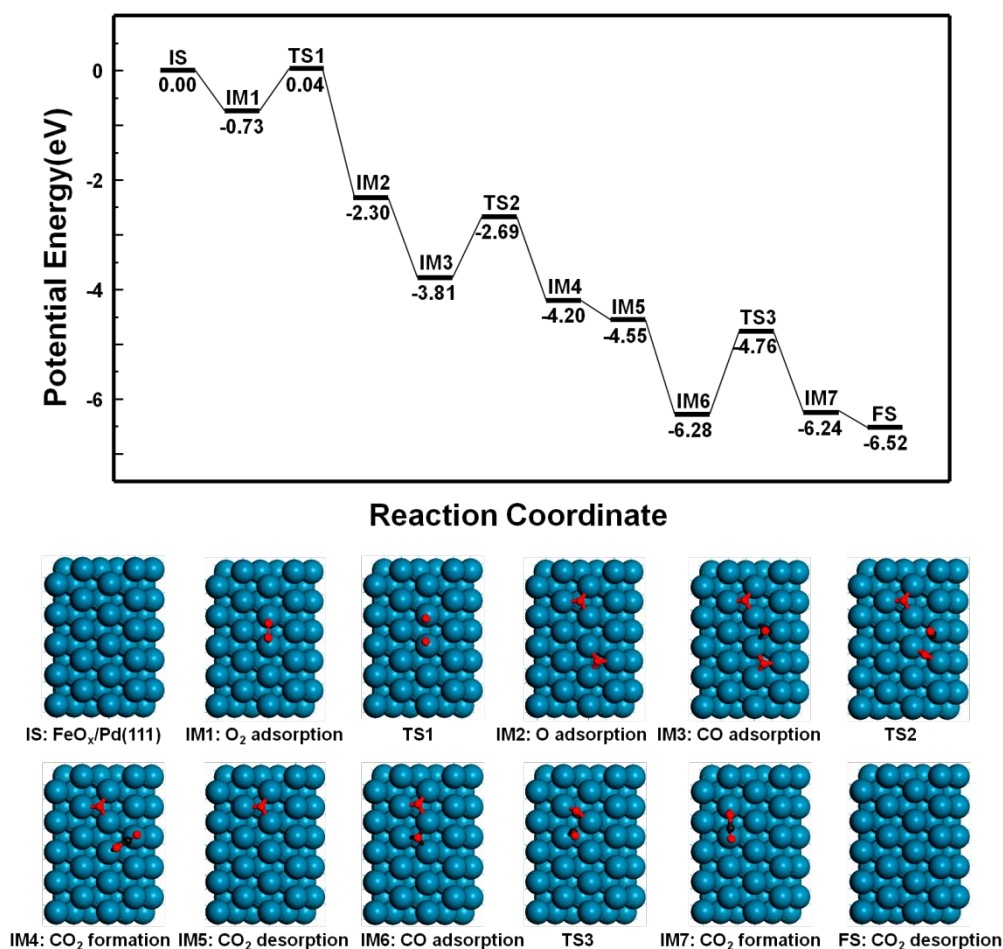 IS
0.00
IM1
-0.73
TS1
0.04
IM2
-2.30
IM3
-3.81
TS2
-2.69
IM4
-4.20
IM5
-4.55
IM6
-6.28
TS3
-4.76
IM7
-6.24
FS
-6.52
0
-2
-4
-6
Potential Energy(eV)
Reaction Coordinate
IS: FeOₓ/Pd(111)
IM1: O₂ adsorption
TS1
IM2: O adsorption
IM3: CO adsorption
TS2
IM4: CO₂ formation
IM5: CO₂ desorption
IM6: CO adsorption
TS3
IM7: CO₂ formation
FS: CO₂ desorption